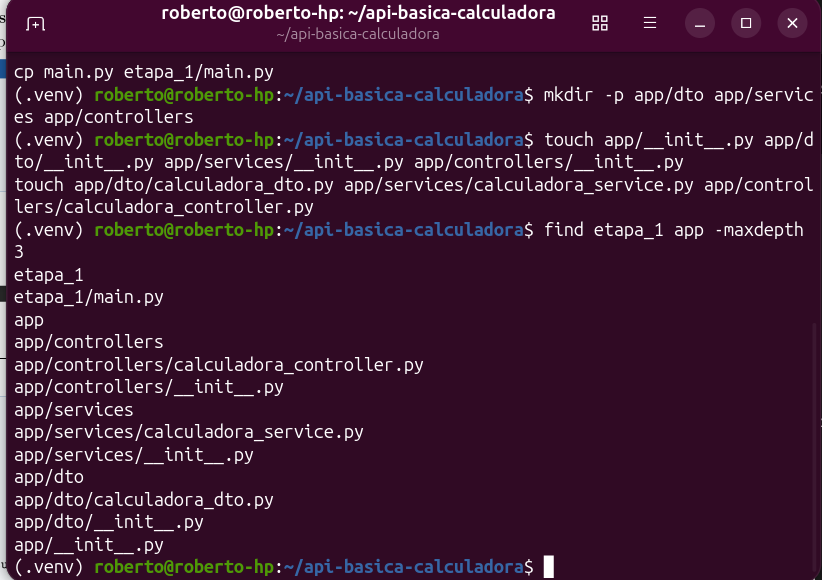 roberto@roberto-hp: ~/api-basica-calculadora
~/api-basica-calculadora
cp main.py etapa_1/main.py
(.venv) roberto@roberto-hp:~/api-basica-calculadora$ mkdir -p app/dto app/servic
es app/controllers
(.venv) roberto@roberto-hp:~/api-basica-calculadora$ touch app/__init__.py app/d
to/__init__.py app/services/__init__.py app/controllers/__init__.py
touch app/dto/calculadora_dto.py app/services/calculadora_service.py app/control
lers/calculadora_controller.py
(.venv) roberto@roberto-hp:~/api-basica-calculadora$ find etapa_1 app -maxdepth
3
etapa_1
etapa_1/main.py
app
app/controllers
app/controllers/calculadora_controller.py
app/controllers/__init__.py
app/services
app/services/calculadora_service.py
app/services/__init__.py
app/dto
app/dto/calculadora_dto.py
app/dto/__init__.py
app/__init__.py
(.venv) roberto@roberto-hp:~/api-basica-calculadora$